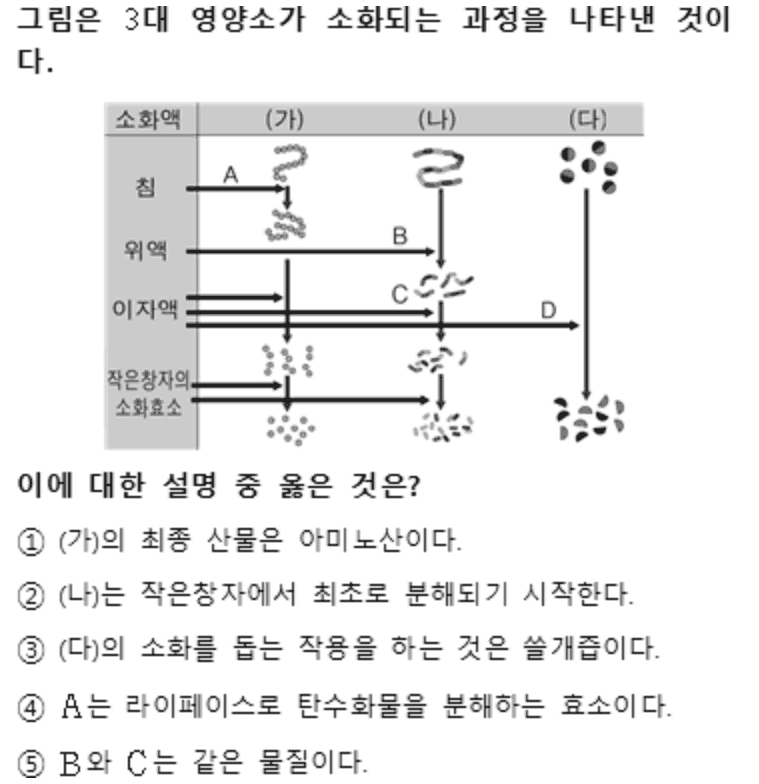 그림은 3대 영양소가 소화되는 과정을 나타낸 것이
다.
소화액 (가) (나) (다)
침 A
위액 B
이자액 C D
작은창자의
소화효소
이에 대한 설명 중 옳은 것은?
① (가)의 최종 산물은 아미노산이다.
② (나)는 작은창자에서 최초로 분해되기 시작한다.
③ (다)의 소화를 돕는 작용을 하는 것은 쓸개즙이다.
④ A는 라이페이스로 탄수화물을 분해하는 효소이다.
⑤ B와 C는 같은 물질이다.